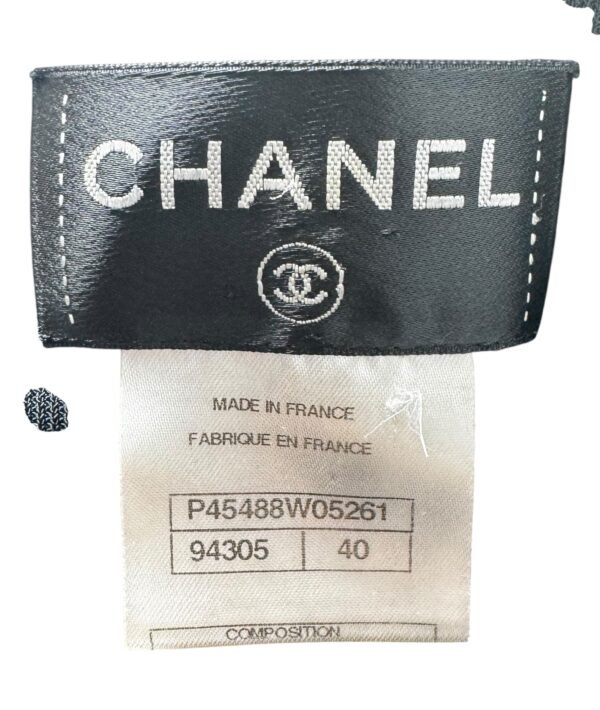 CHANEL
MADE IN FRANCE
FABRIQUE EN FRANCE
P45488W05261
94305 40
COMPOSITION